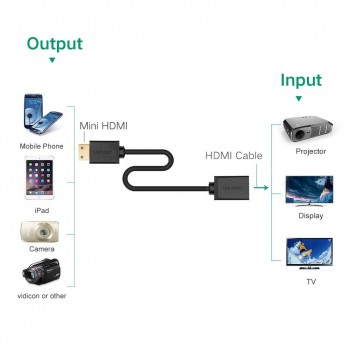 Output
Input
Mini HDMI
Mobile Phone
HDMI Cable
Projector
iPad
Display
Camera
TV
vidicon or other